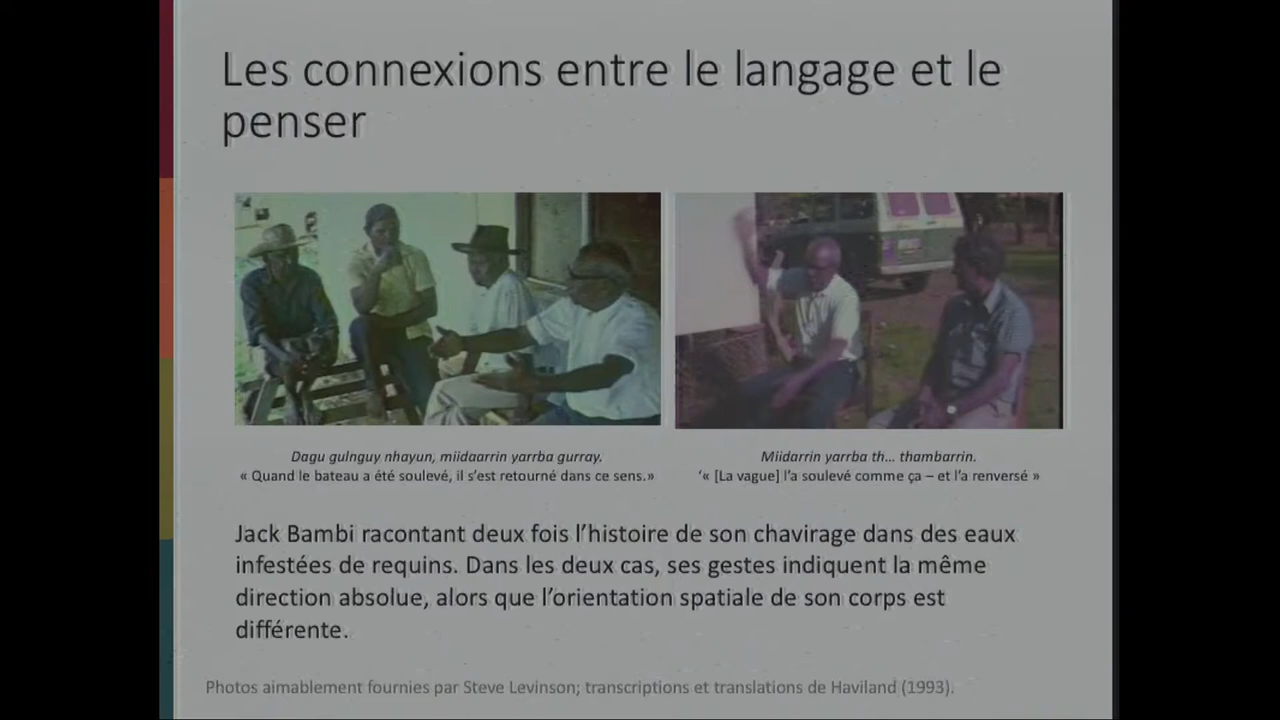 Les connexions entre le langage et le
penser
Dagu gulnguy nhayun, miidaarrin yarrba gurray.
« Quand le bateau a été soulevé, il s’est retourné dans ce sens.»
Miidarrin yarrba th… thambarrin.
‘« [La vague] l’a soulevé comme ça – et l’a renversé »
Jack Bambi racontant deux fois l’histoire de son chavirage dans des eaux
infestées de requins. Dans les deux cas, ses gestes indiquent la même
direction absolue, alors que l’orientation spatiale de son corps est
différente.
Photos aimablement fournies par Steve Levinson; transcriptions et translations de Haviland (1993).